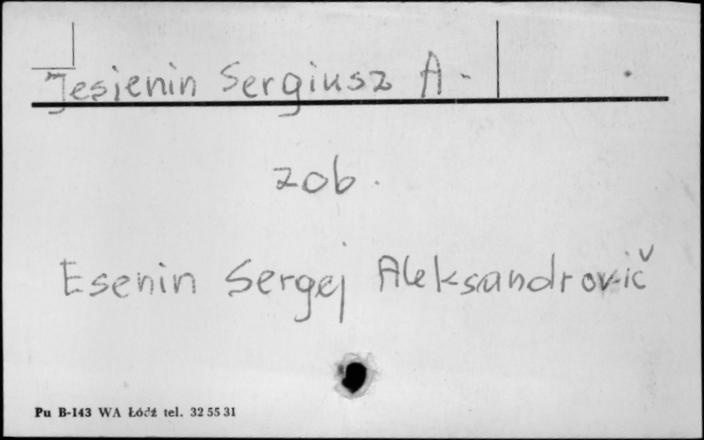 Jesienin Sergiusz A.
zob.
Esenin Sergej Aleksandrovič
Pu B-143 WA Łódź tel. 32 55 31